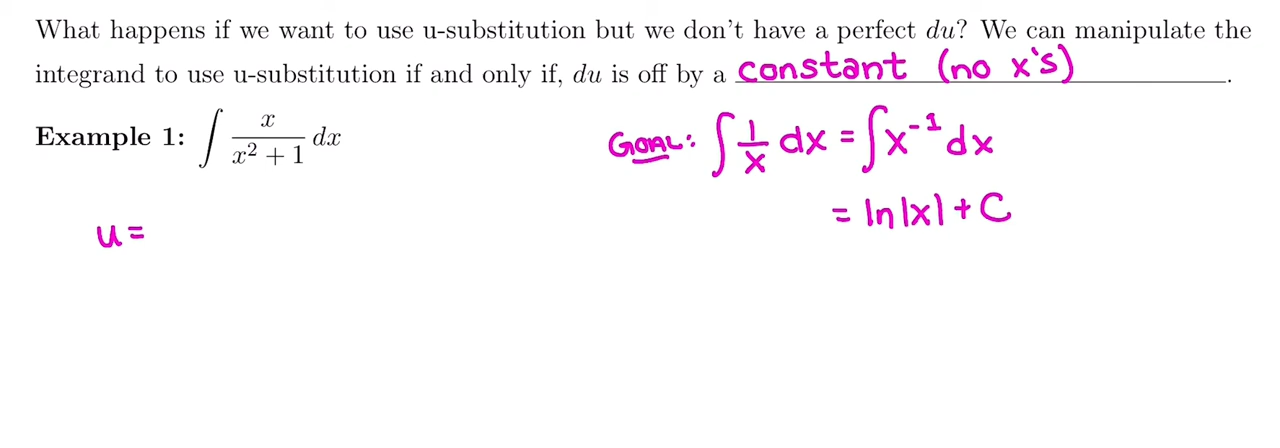 What happens if we want to use u-substitution but we don't have a perfect du? We can manipulate the
integrand to use u-substitution if and only if, du is off by a constant (no x's).
Example 1: ∫ x/(x² + 1) dx
GOAL: ∫ 1/x dx = ∫ x⁻¹ dx
= ln|x| + C
u =